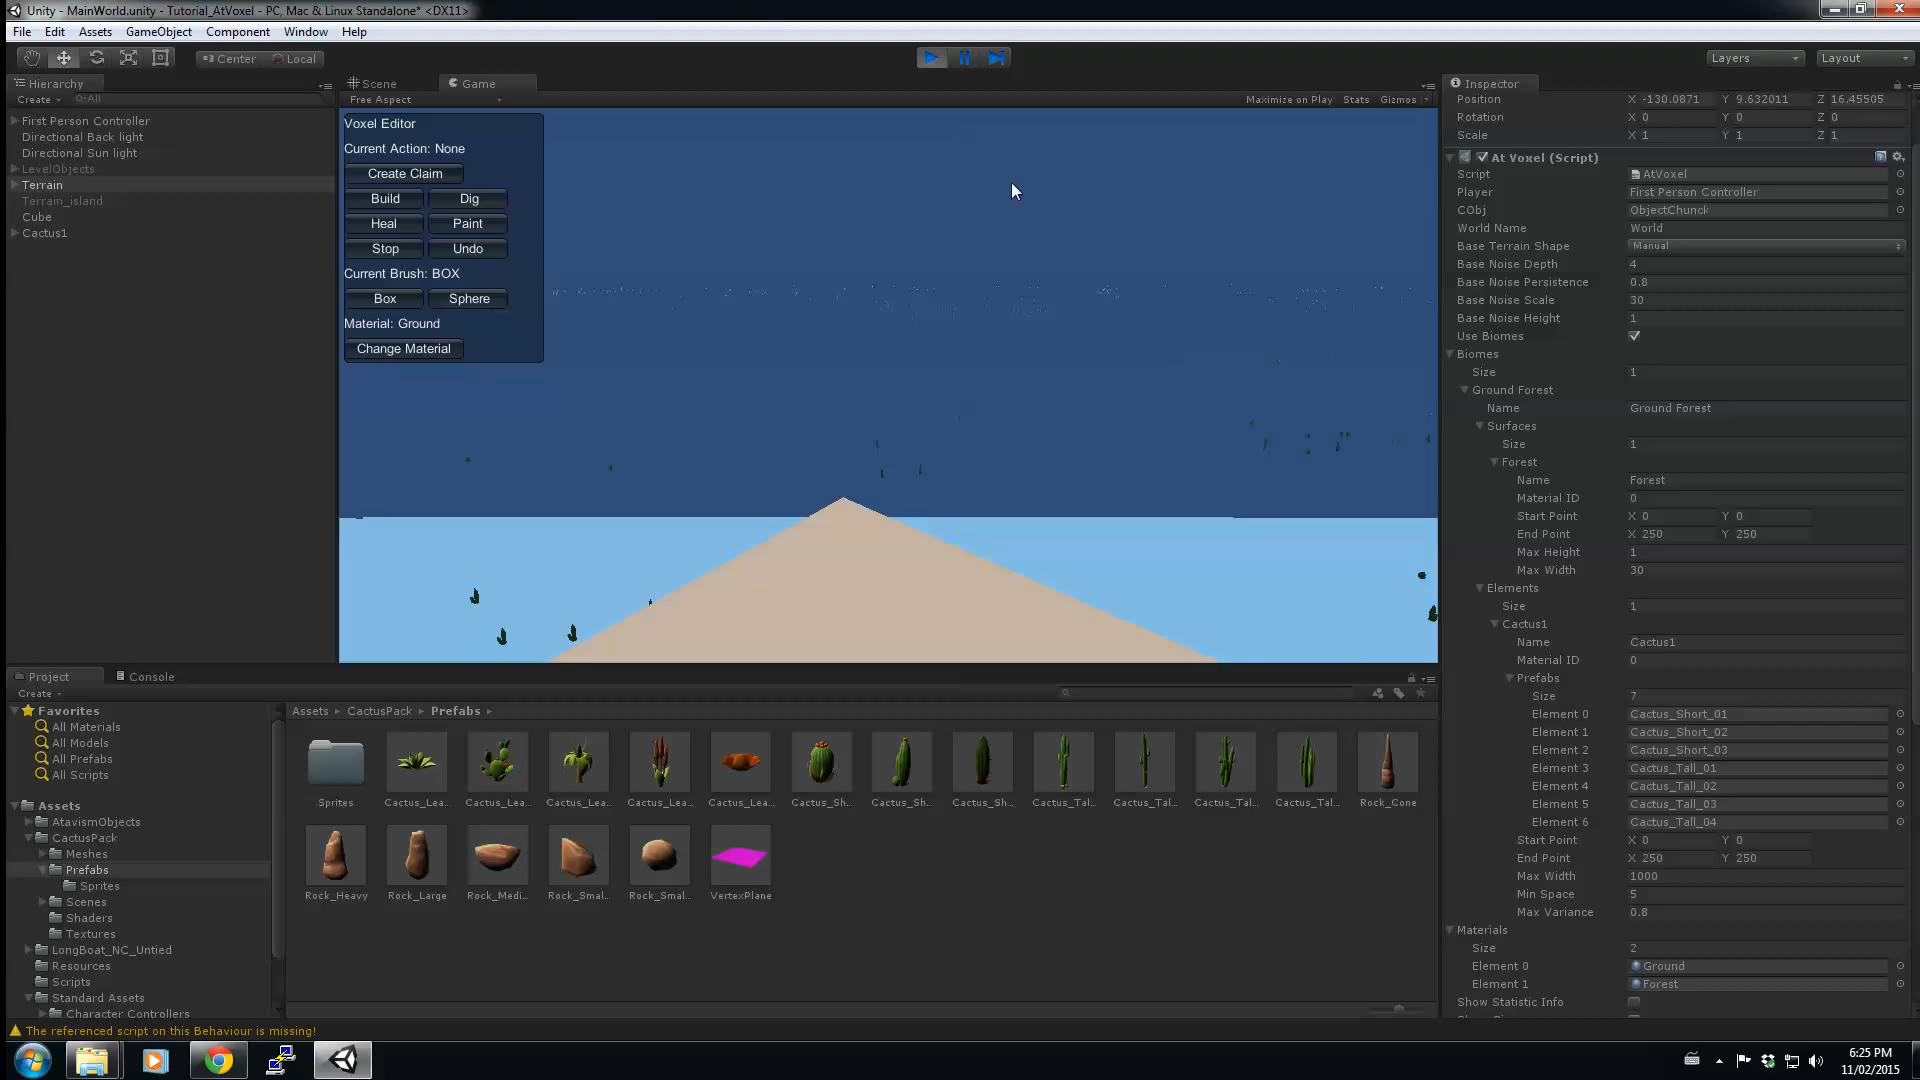 Unity - MainWorld.unity - Tutorial_AtVoxel - PC, Mac & Linux Standalone* <DX11>
File Edit Assets GameObject Component Window Help
Center Local
Layers Layout
Hierarchy
Create All
First Person Controller
Directional Back light
Directional Sun light
LevelObjects
Terrain
Terrain_island
Cube
Cactus1
Scene Game
Free Aspect
Maximize on Play Stats Gizmos
Voxel Editor
Current Action: None
Create Claim
Build Dig
Heal Paint
Stop Undo
Current Brush: BOX
Box Sphere
Material: Ground
Change Material
Inspector
Position X -130.0871 Y 9.632011 Z 16.45505
Rotation X 0 Y 0 Z 0
Scale X 1 Y 1 Z 1
At Voxel (Script)
Script AtVoxel
Player First Person Controller
CObj ObjectChunck
World Name World
Base Terrain Shape Manual
Base Noise Depth 4
Base Noise Persistence 0.8
Base Noise Scale 30
Base Noise Height 1
Use Biomes
Biomes
Size 1
Ground Forest
Name Ground Forest
Surfaces
Size 1
Forest
Name Forest
Material ID 0
Start Point X 0 Y 0
End Point X 250 Y 250
Max Height 1
Max Width 30
Elements
Size 1
Cactus1
Name Cactus1
Material ID 0
Prefabs
Size 7
Element 0 Cactus_Short_01
Element 1 Cactus_Short_02
Element 2 Cactus_Short_03
Element 3 Cactus_Tall_01
Element 4 Cactus_Tall_02
Element 5 Cactus_Tall_03
Element 6 Cactus_Tall_04
Start Point X 0 Y 0
End Point X 250 Y 250
Max Width 1000
Min Space 5
Max Variance 0.8
Materials
Size 2
Element 0 Ground
Element 1 Forest
Show Statistic Info
Project Console
Create
Favorites
All Materials
All Models
All Prefabs
All Scripts
Assets
AtavismObjects
CactusPack
Meshes
Prefabs
Sprites
Scenes
Shaders
Textures
LongBoat_NC_Untied
Resources
Scripts
Standard Assets
Character Controllers
Assets CactusPack Prefabs
Sprites Cactus_Lea... Cactus_Lea... Cactus_Lea... Cactus_Lea... Cactus_Lea... Cactus_Sh... Cactus_Sh... Cactus_Sh... Cactus_Tal... Cactus_Tal... Cactus_Tal... Cactus_Tal... Rock_Cone
Rock_Heavy Rock_Large Rock_Medi... Rock_Smal... Rock_Smal... VertexPlane
The referenced script on this Behaviour is missing!
6:25 PM
11/02/2015